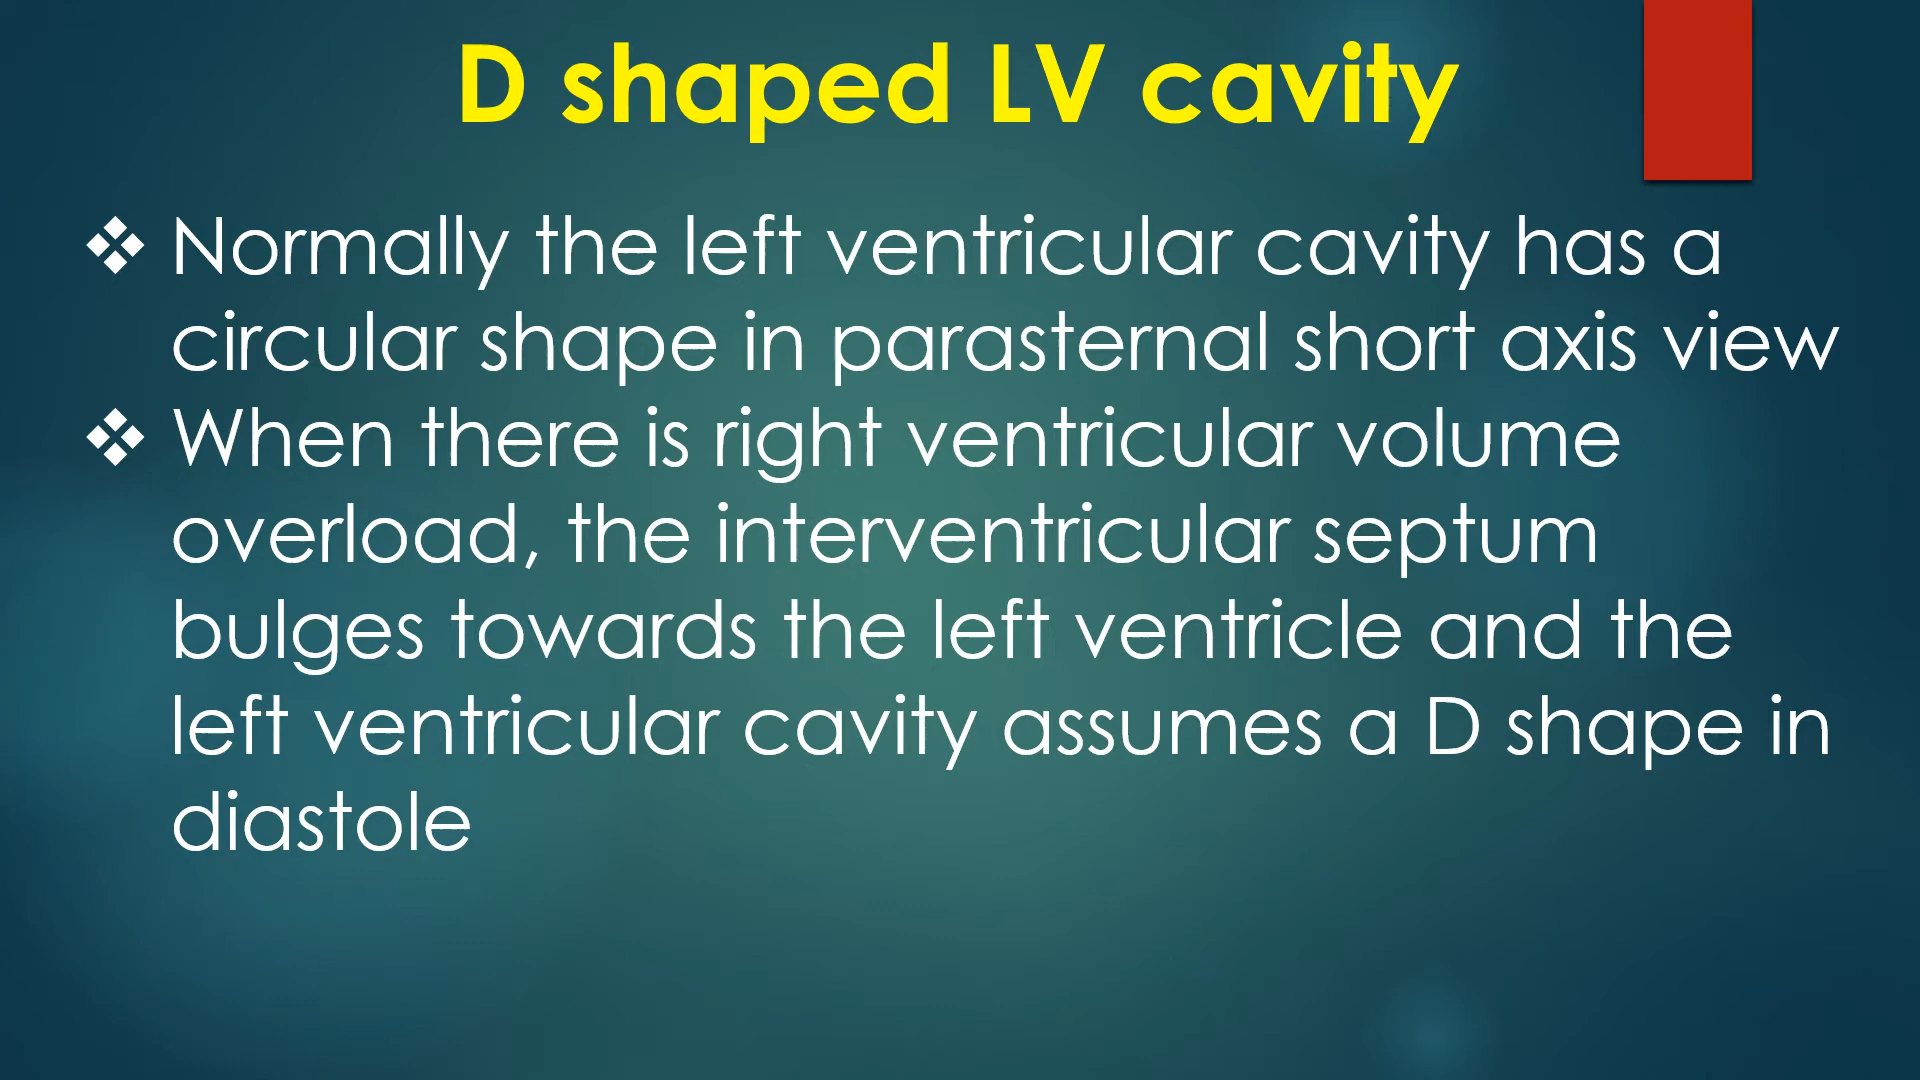 D shaped LV cavity
❖ Normally the left ventricular cavity has a
circular shape in parasternal short axis view
❖ When there is right ventricular volume
overload, the interventricular septum
bulges towards the left ventricle and the
left ventricular cavity assumes a D shape in
diastole